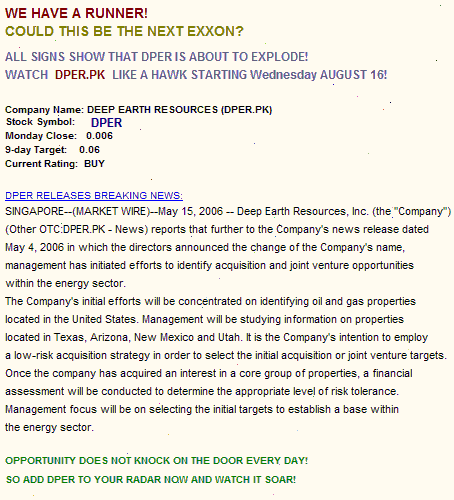 WE HAVE A RUNNER!
COULD THIS BE THE NEXT EXXON?
ALL SIGNS SHOW THAT DPER IS ABOUT TO EXPLODE!
WATCH DPER.PK LIKE A HAWK STARTING Wednesday AUGUST 16!
Company Name: DEEP EARTH RESOURCES (DPER.PK)
Stock Symbol: DPER
Monday Close: 0.006
9-day Target: 0.06
Current Rating: BUY
DPER RELEASES BREAKING NEWS:
SINGAPORE--(MARKET WIRE)--May 15, 2006 -- Deep Earth Resources, Inc. (the "Company")
(Other OTC:DPER.PK - News) reports that further to the Company's news release dated
May 4, 2006 in which the directors announced the change of the Company's name,
management has initiated efforts to identify acquisition and joint venture opportunities
within the energy sector.
The Company's initial efforts will be concentrated on identifying oil and gas properties
located in the United States. Management will be studying information on properties
located in Texas, Arizona, New Mexico and Utah. It is the Company's intention to employ
a low-risk acquisition strategy in order to select the initial acquisition or joint venture targets.
Once the company has acquired an interest in a core group of properties, a financial
assessment will be conducted to determine the appropriate level of risk tolerance.
Management focus will be on selecting the initial targets to establish a base within
the energy sector.
OPPORTUNITY DOES NOT KNOCK ON THE DOOR EVERY DAY!
SO ADD DPER TO YOUR RADAR NOW AND WATCH IT SOAR!